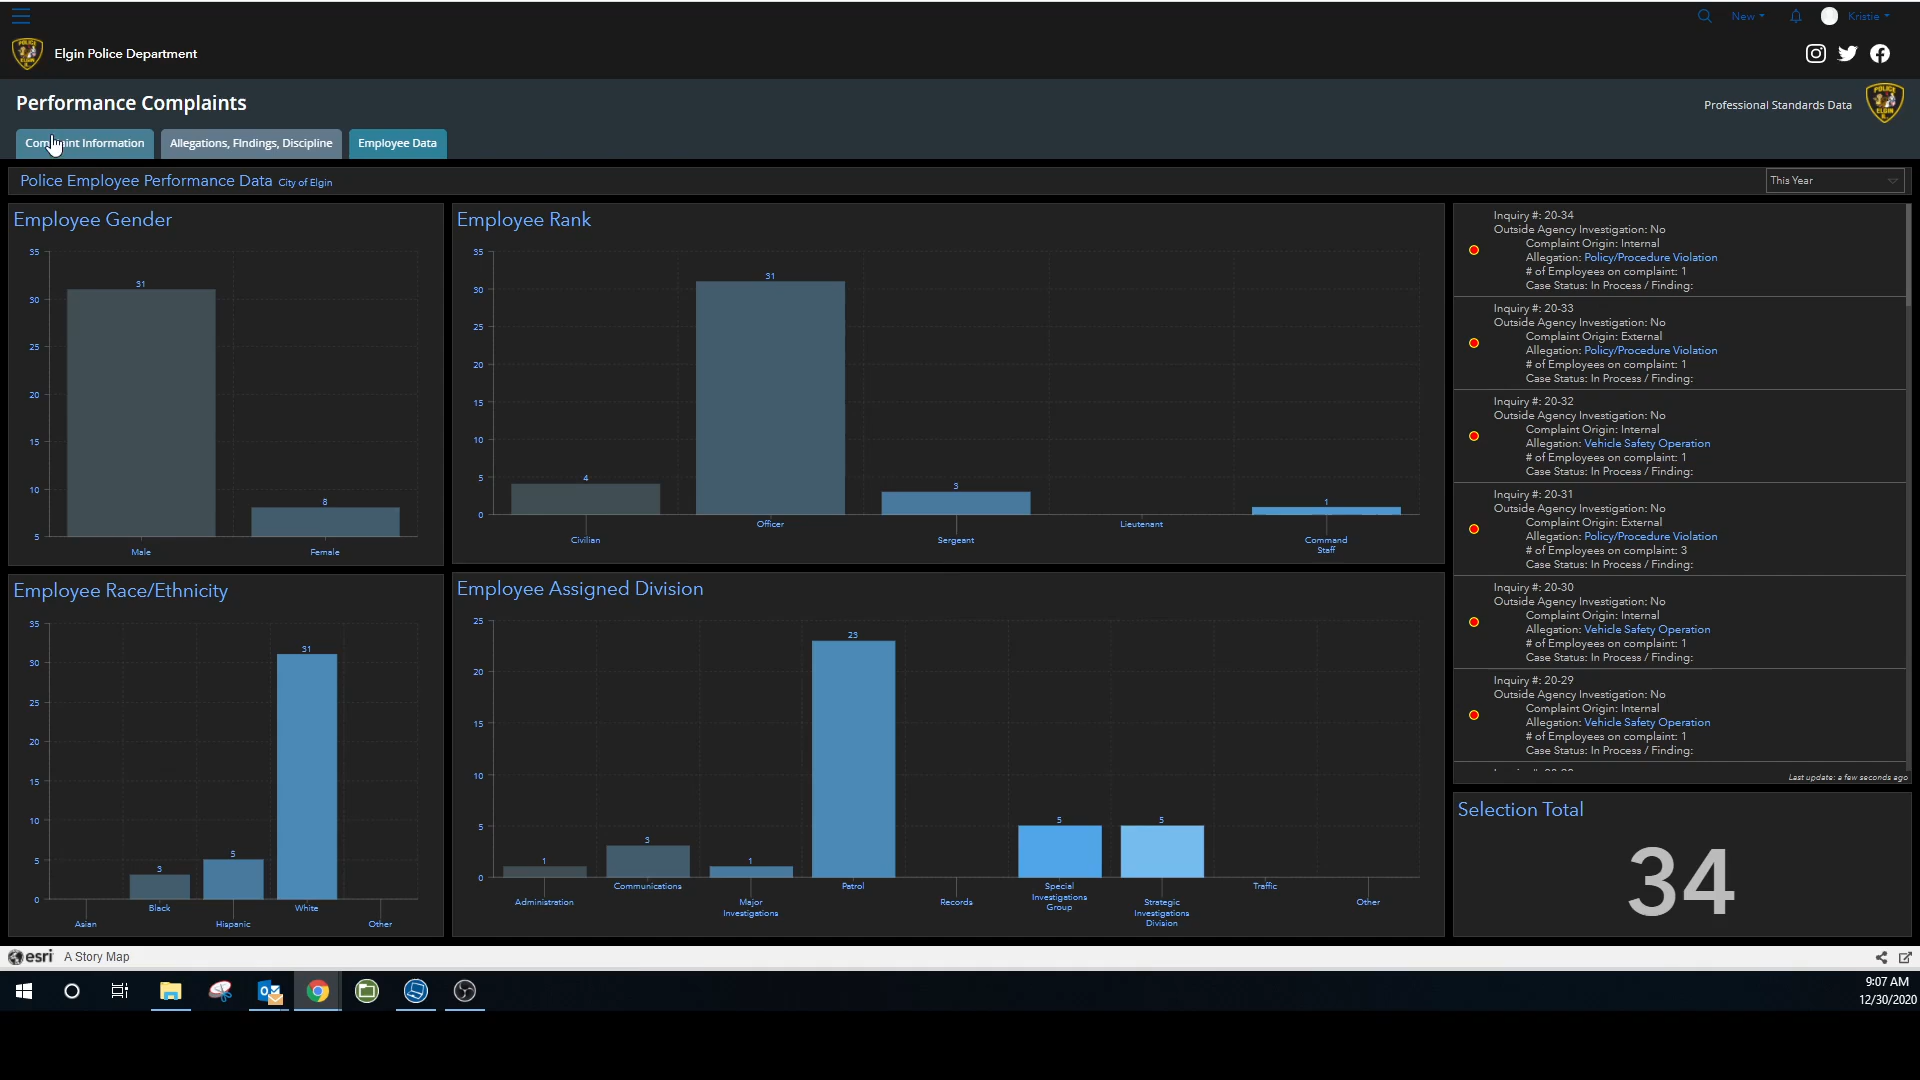 New
Kristie
Elgin Police Department
Performance Complaints
Professional Standards Data
Complaint Information
Allegations, FIndings, Discipline
Employee Data
Police Employee Performance Data City of Elgin
This Year
Employee Gender
35
30
25
20
15
10
5
31
8
Male
Female
Employee Rank
35
30
25
20
15
10
5
0
4
31
3
1
Civilian
Officer
Sergeant
Lieutenant
Command
Staff
Employee Race/Ethnicity
35
30
25
20
15
10
5
0
3
5
31
Asian
Black
Hispanic
White
Other
Employee Assigned Division
25
20
15
10
5
0
1
3
1
23
5
5
Administration
Communications
Major
Investigations
Patrol
Records
Special
Investigations
Group
Strategic
Investigations
Division
Traffic
Other
Inquiry #: 20-34
Outside Agency Investigation: No
Complaint Origin: Internal
Allegation: Policy/Procedure Violation
# of Employees on complaint: 1
Case Status: In Process / Finding:
Inquiry #: 20-33
Outside Agency Investigation: No
Complaint Origin: External
Allegation: Policy/Procedure Violation
# of Employees on complaint: 1
Case Status: In Process / Finding:
Inquiry #: 20-32
Outside Agency Investigation: No
Complaint Origin: Internal
Allegation: Vehicle Safety Operation
# of Employees on complaint: 1
Case Status: In Process / Finding:
Inquiry #: 20-31
Outside Agency Investigation: No
Complaint Origin: External
Allegation: Policy/Procedure Violation
# of Employees on complaint: 3
Case Status: In Process / Finding:
Inquiry #: 20-30
Outside Agency Investigation: No
Complaint Origin: Internal
Allegation: Vehicle Safety Operation
# of Employees on complaint: 1
Case Status: In Process / Finding:
Inquiry #: 20-29
Outside Agency Investigation: No
Complaint Origin: Internal
Allegation: Vehicle Safety Operation
# of Employees on complaint: 1
Case Status: In Process / Finding:
Last update: a few seconds ago
Selection Total
34
esri A Story Map
9:07 AM
12/30/2020